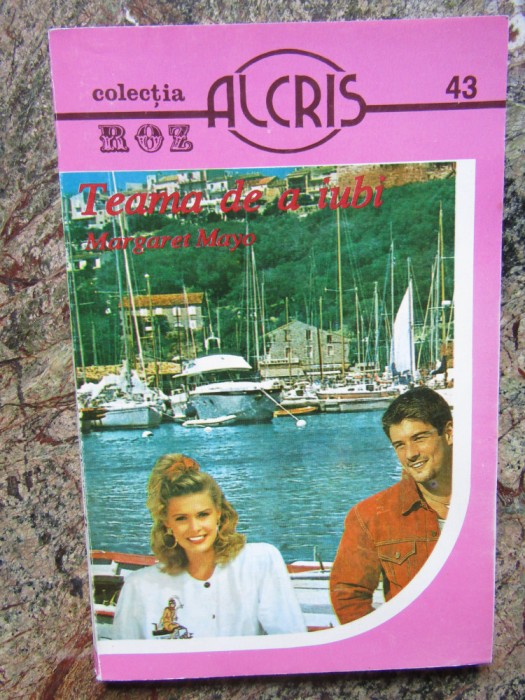 colecția
ALCRIS
43
ROZ
Teama de a iubi
Margaret Mayo